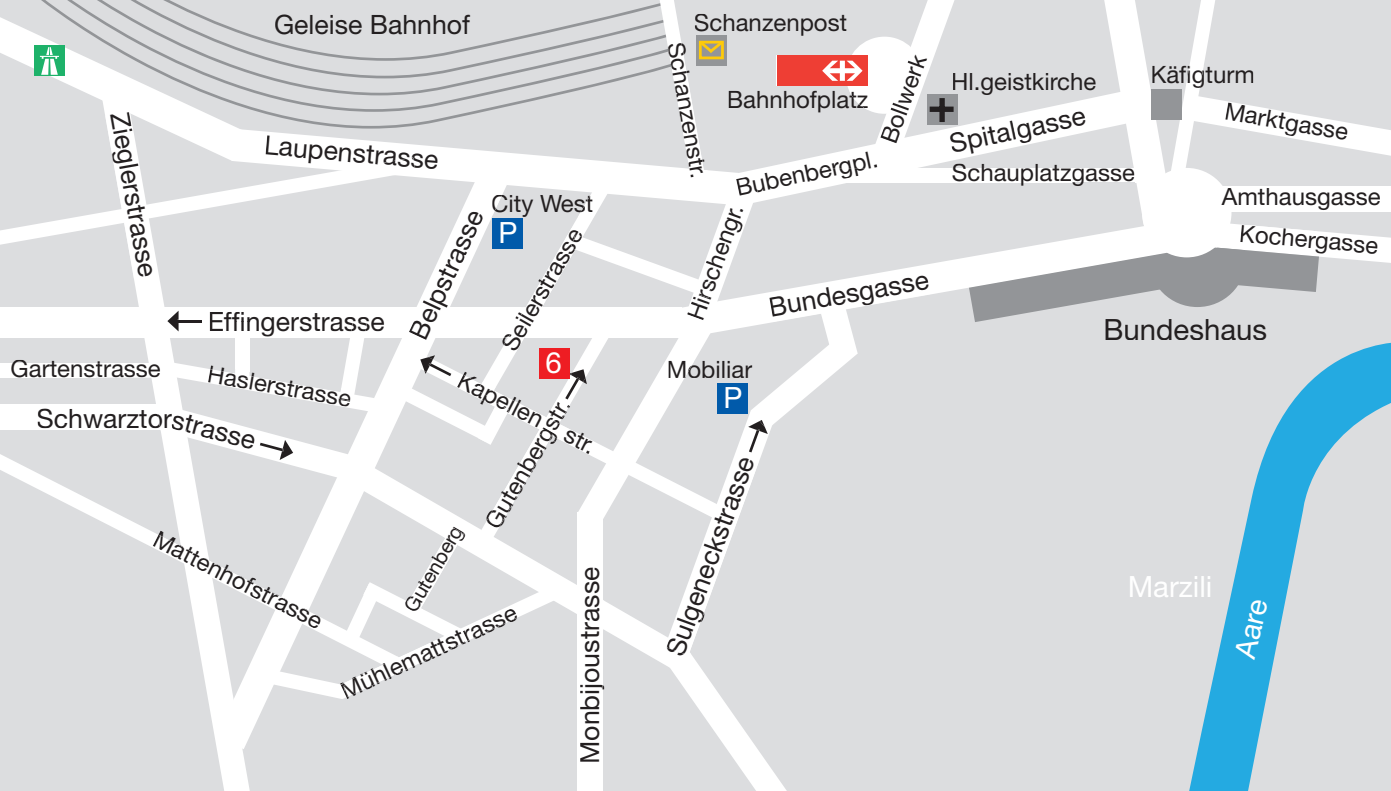 Geleise Bahnhof
Schanzenpost
Schanzenstr.
Bahnhofplatz
Bollwerk
Hl.geistkirche
Käfigturm
Marktgasse
Spitalgasse
Zieglerstrasse
Laupenstrasse
Bubenbergpl.
Schauplatzgasse
Amthausgasse
City West
P
Kochergasse
Belpstrasse
Seilerstrasse
Hirschengr.
Bundesgasse
Effingerstrasse
Bundeshaus
Gartenstrasse
Haslerstrasse
6
Mobiliar
P
Kapellen str.
Schwarztorstrasse
Gutenbergstr.
Mattenhofstrasse
Gutenberg
Sulgeneckstrasse
Marzili
Aare
Mühlemattstrasse
Monbijoustrasse